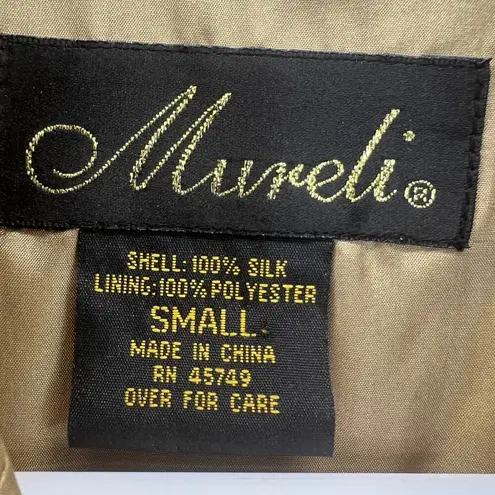 Mureli®
SHELL: 100% SILK
LINING: 100% POLYESTER
SMALL
MADE IN CHINA
RN 45749
OVER FOR CARE